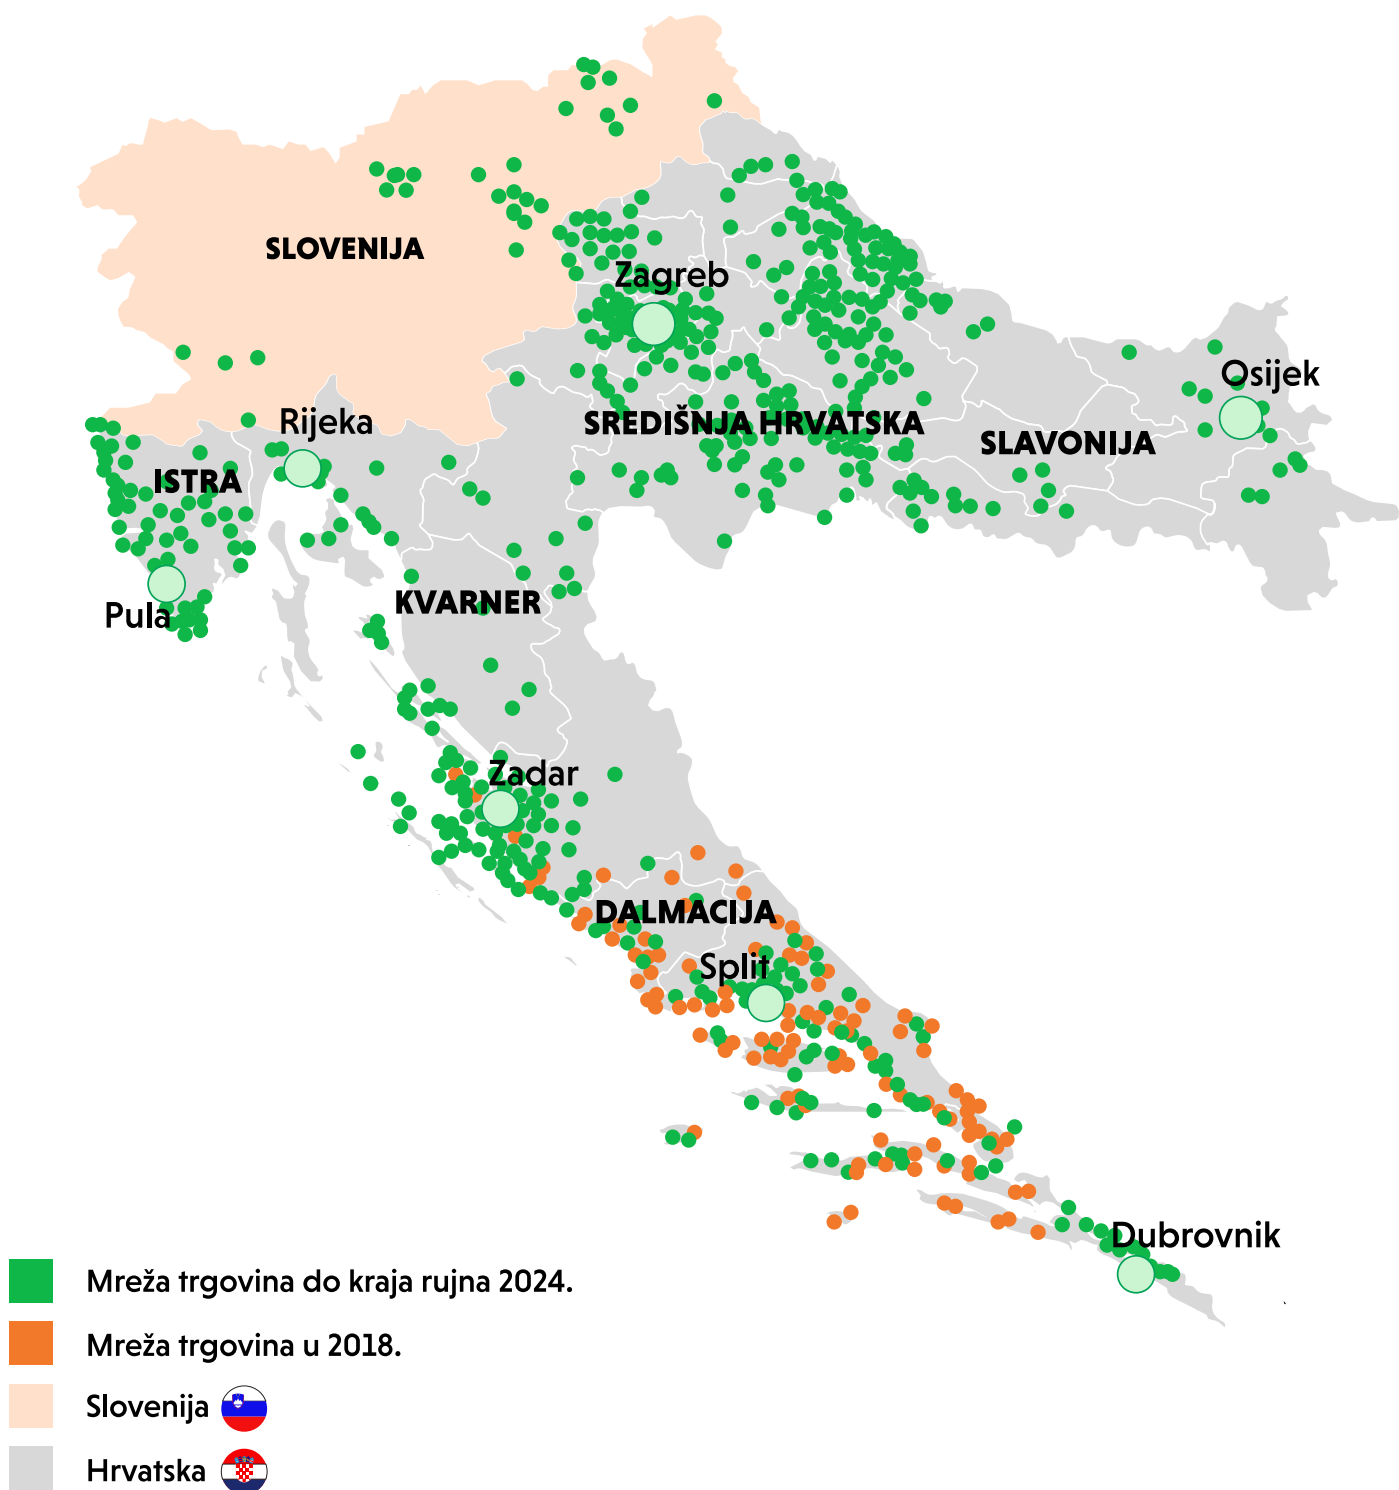 SLOVENIJA
Zagreb
Osijek
Rijeka
SREDIŠNJA HRVATSKA
SLAVONIJA
ISTRA
KVARNER
Pula
Zadar
DALMACIJA
Split
Dubrovnik
Mreža trgovina do kraja rujna 2024.
Mreža trgovina u 2018.
Slovenija
Hrvatska